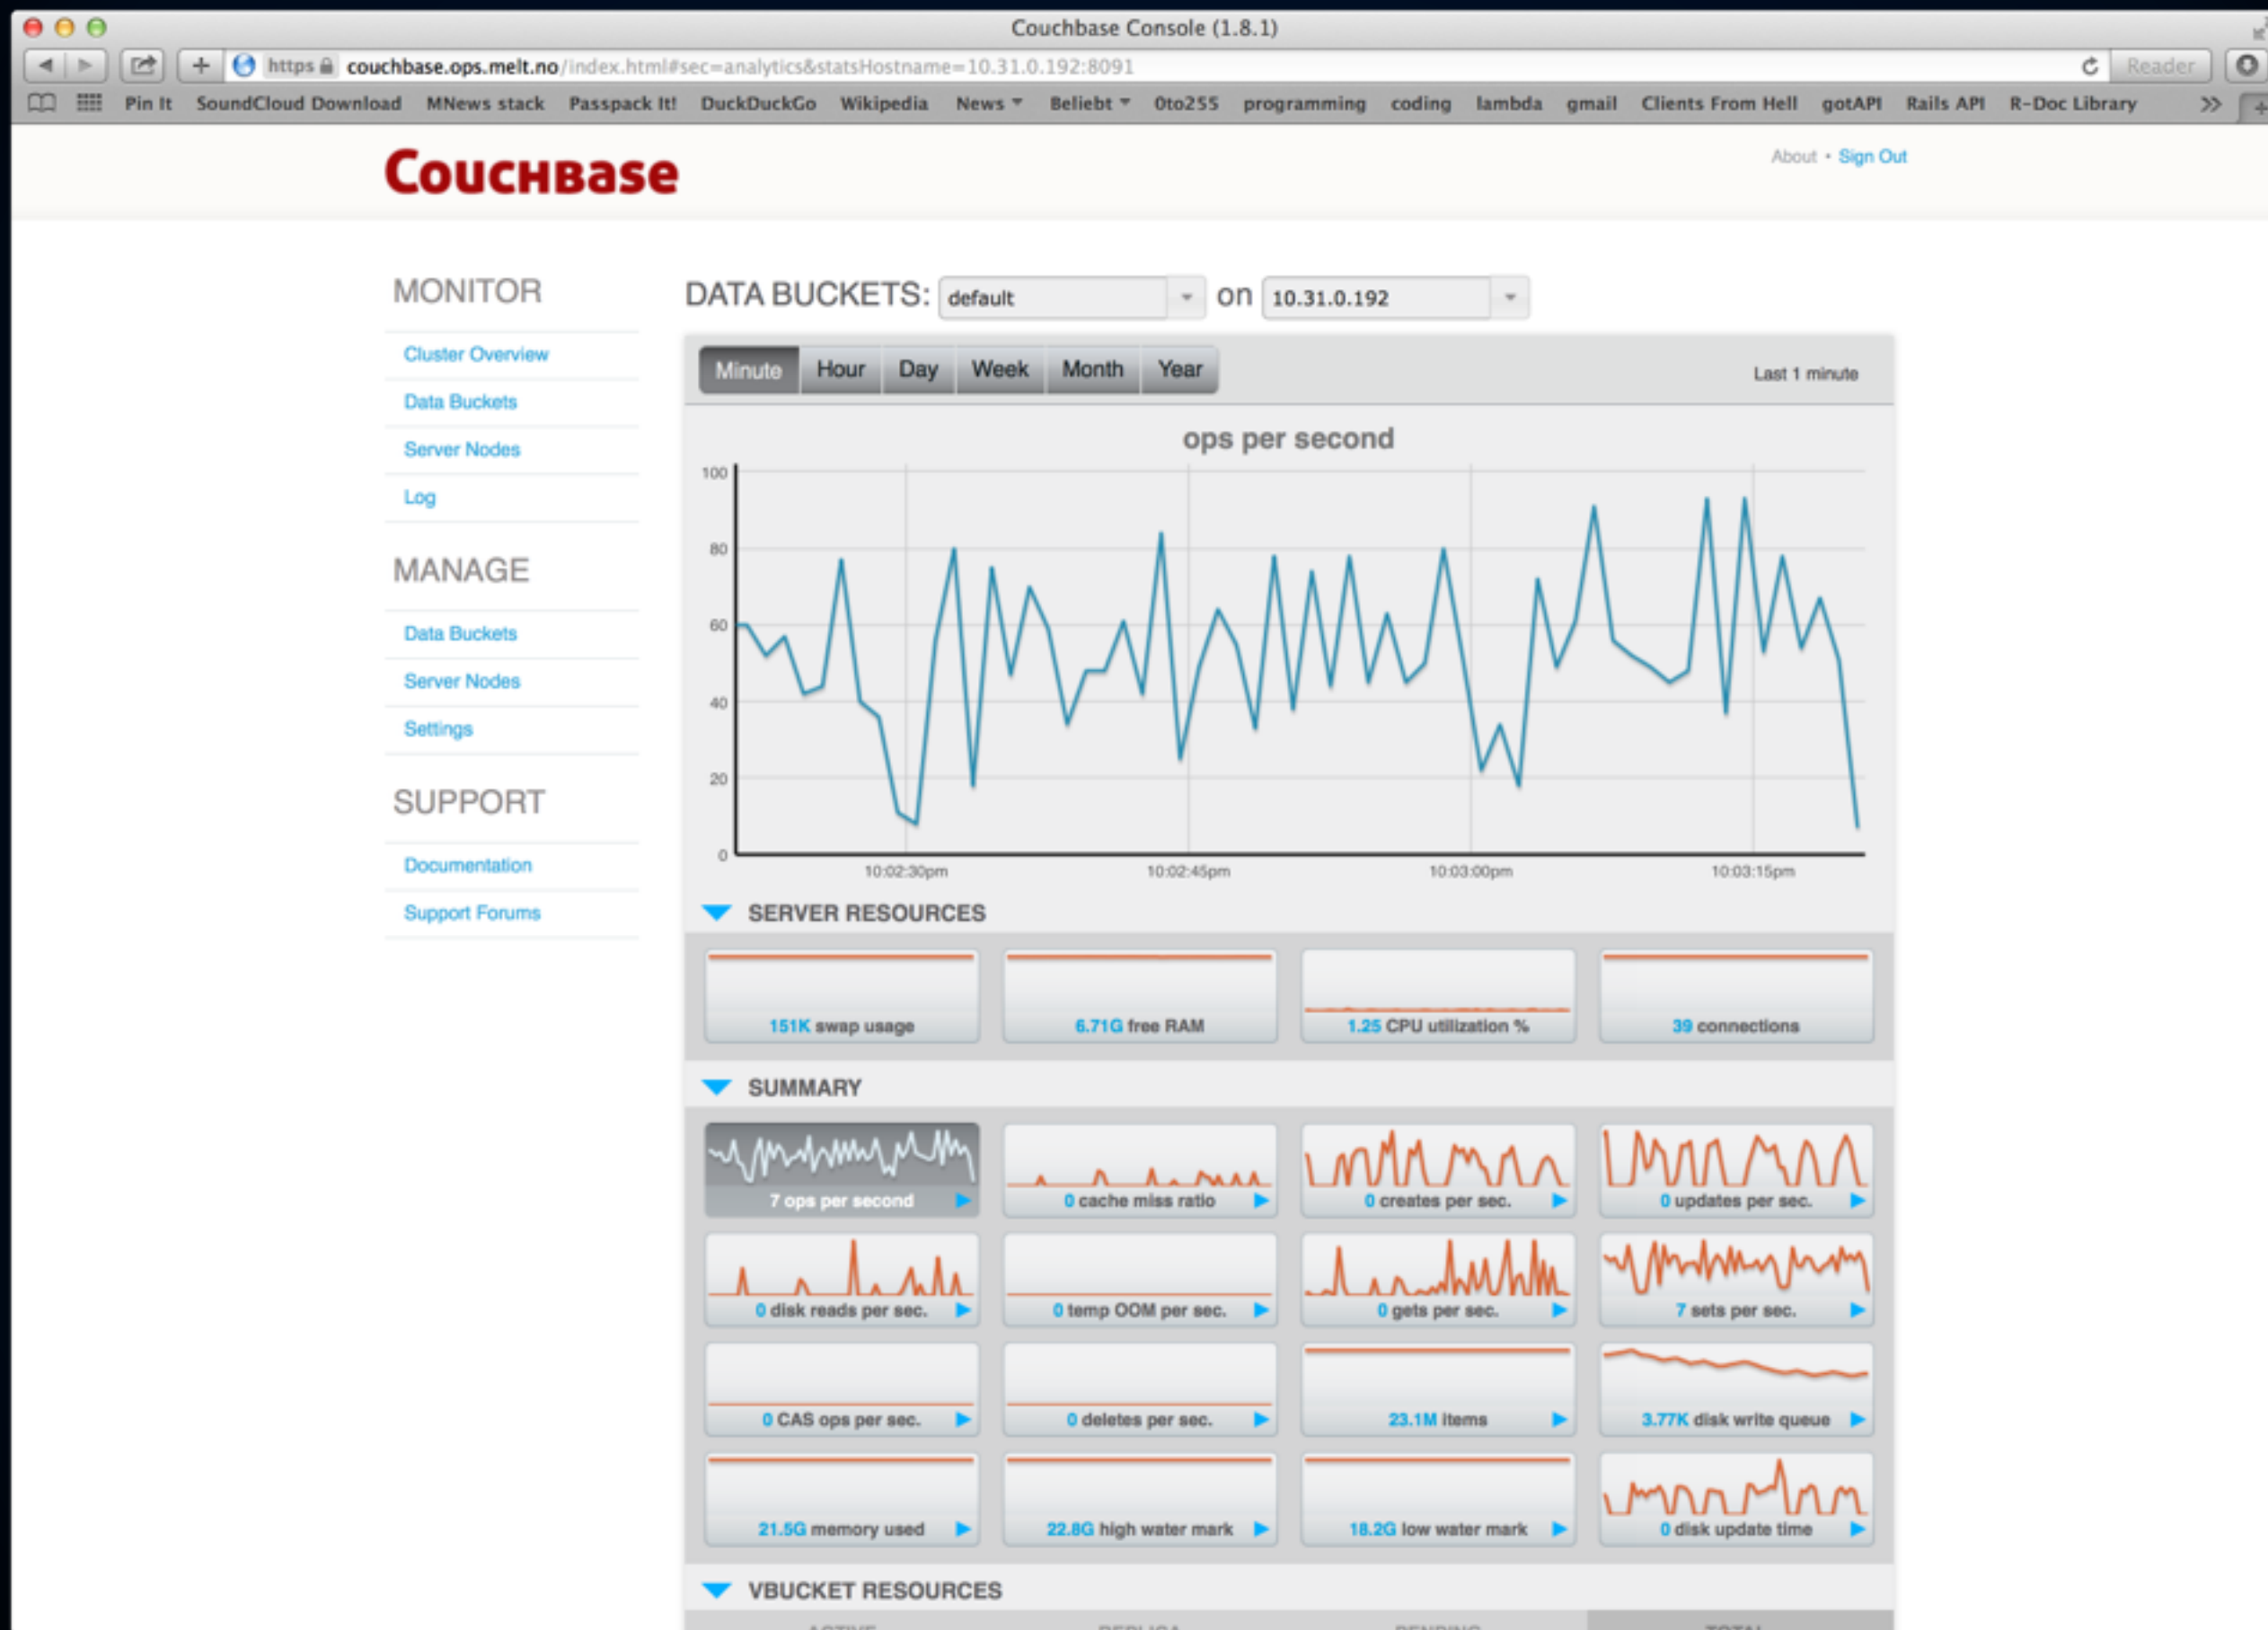 Couchbase Console (1.8.1)
https couchbase.ops.melt.no/index.html#sec=analytics&statsHostname=10.31.0.192:8091 Reader
Pin It SoundCloud Download MNews stack Passpack It! DuckDuckGo Wikipedia News Beliebt 0to255 programming coding lambda gmail Clients From Hell gotAPI Rails API R-Doc Library
COUCHBASE
About • Sign Out
MONITOR
Cluster Overview
Data Buckets
Server Nodes
Log
MANAGE
Data Buckets
Server Nodes
Settings
SUPPORT
Documentation
Support Forums
DATA BUCKETS: default on 10.31.0.192
Minute Hour Day Week Month Year Last 1 minute
ops per second
100
80
60
40
20
0
10:02:30pm 10:02:45pm 10:03:00pm 10:03:15pm
SERVER RESOURCES
151K swap usage 6.71G free RAM 1.25 CPU utilization % 39 connections
SUMMARY
7 ops per second 0 cache miss ratio 0 creates per sec. 0 updates per sec.
0 disk reads per sec. 0 temp OOM per sec. 0 gets per sec. 7 sets per sec.
0 CAS ops per sec. 0 deletes per sec. 23.1M items 3.77K disk write queue
21.5G memory used 22.8G high water mark 18.2G low water mark 0 disk update time
VBUCKET RESOURCES